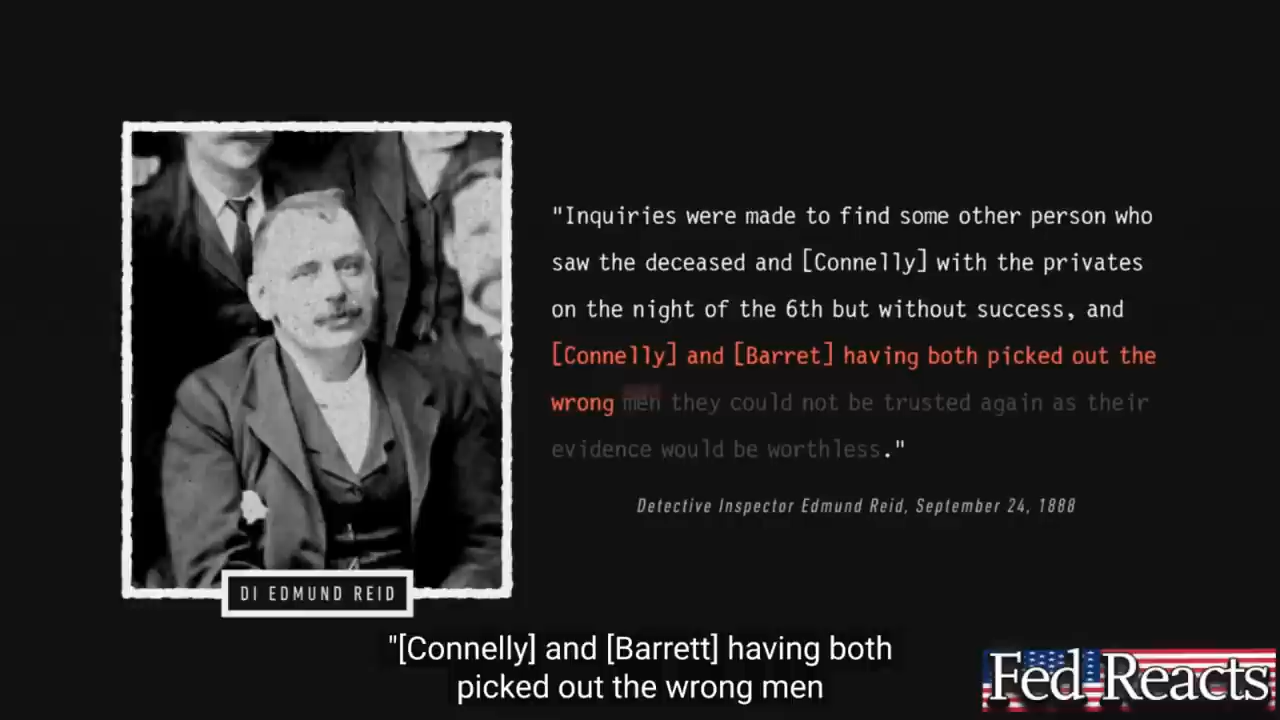 "Inquiries were made to find some other person who
saw the deceased and [Connelly] with the privates
on the night of the 6th but without success, and
[Connelly] and [Barret] having both picked out the
wrong men they could not be trusted again as their
evidence would be worthless."
Detective Inspector Edmund Reid, September 24, 1888
DI EDMUND REID
"[Connelly] and [Barrett] having both
picked out the wrong men
Fed Reacts